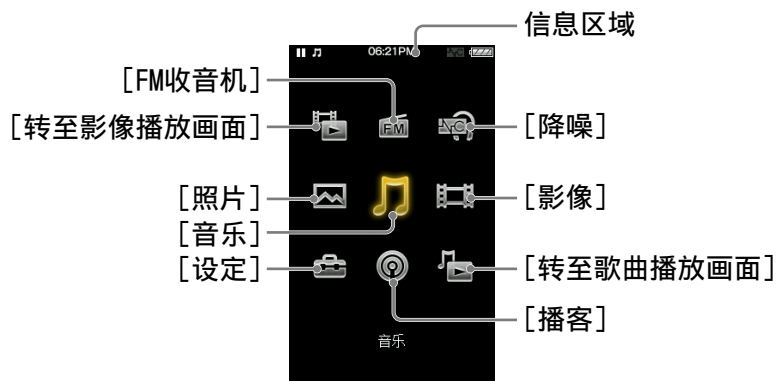 信息区域
06:21PM
[FM收音机]
FM
NC
[转至影像播放画面]
[降噪]
[照片]
[影像]
[音乐]
[设定]
[转至歌曲播放画面]
[播客]
音乐